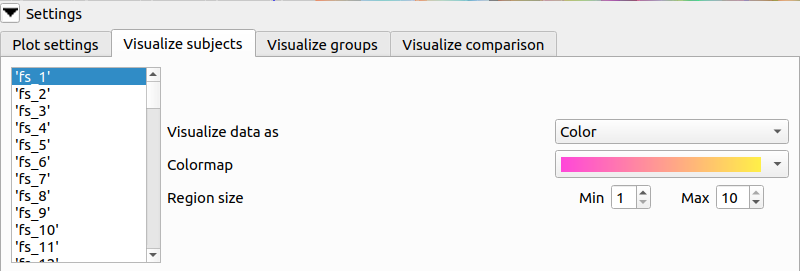 Settings
Plot settings Visualize subjects Visualize groups Visualize comparison
'fs_1'
'fs_2'
'fs_3'
'fs_4'
'fs_5'
'fs_6'
'fs_7'
'fs_8'
'fs_9'
'fs_10'
'fs_11'
Visualize data as Color
Colormap
Region size Min 1 Max 10